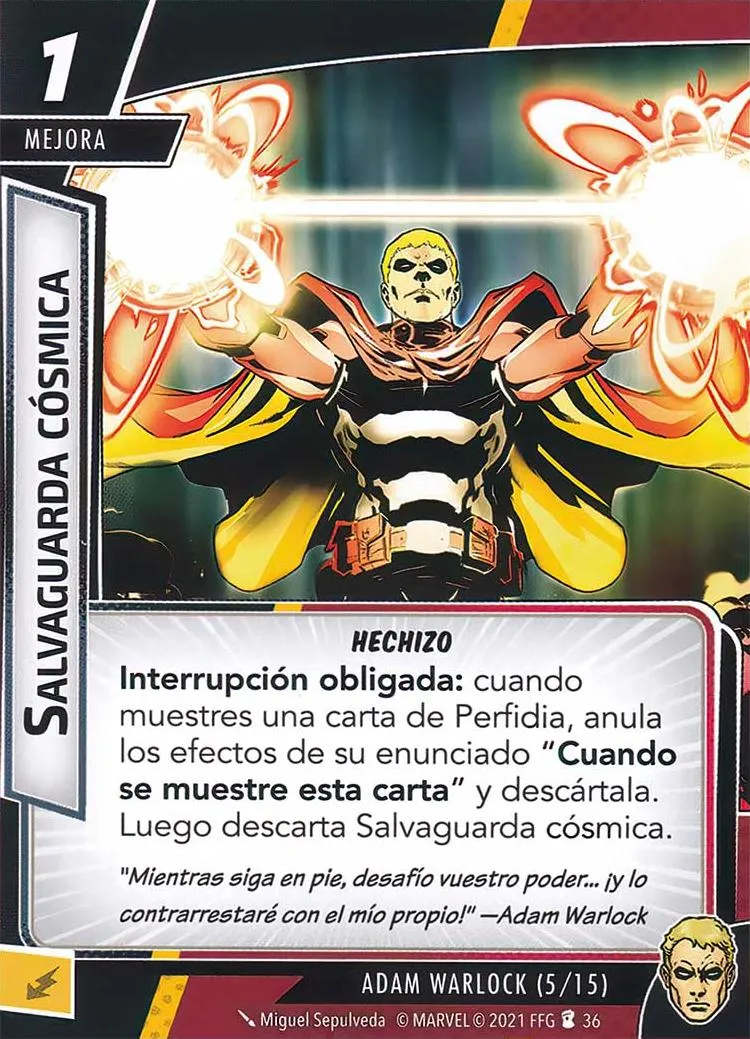 1
MEJORA
SALVAGUARDA CÓSMICA
HECHIZO
Interrupción obligada: cuando
muestres una carta de Perfidia, anula
los efectos de su enunciado "Cuando
se muestre esta carta" y descártala.
Luego descarta Salvaguarda cósmica.
"Mientras siga en pie, desafío vuestro poder... ¡y lo
contrarrestaré con el mío propio!" —Adam Warlock
ADAM WARLOCK (5/15)
Miguel Sepulveda © MARVEL © 2021 FFG 36